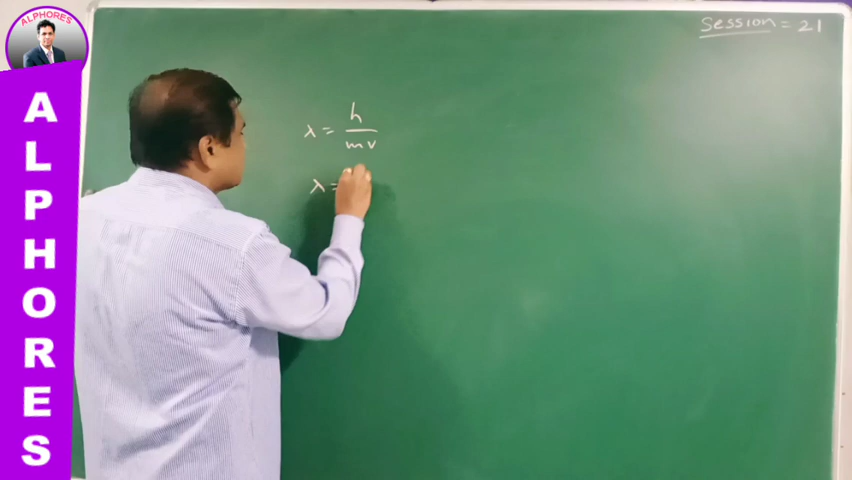 ALPHORES
ALPHORES
Session = 21
λ = h
mv
λ =